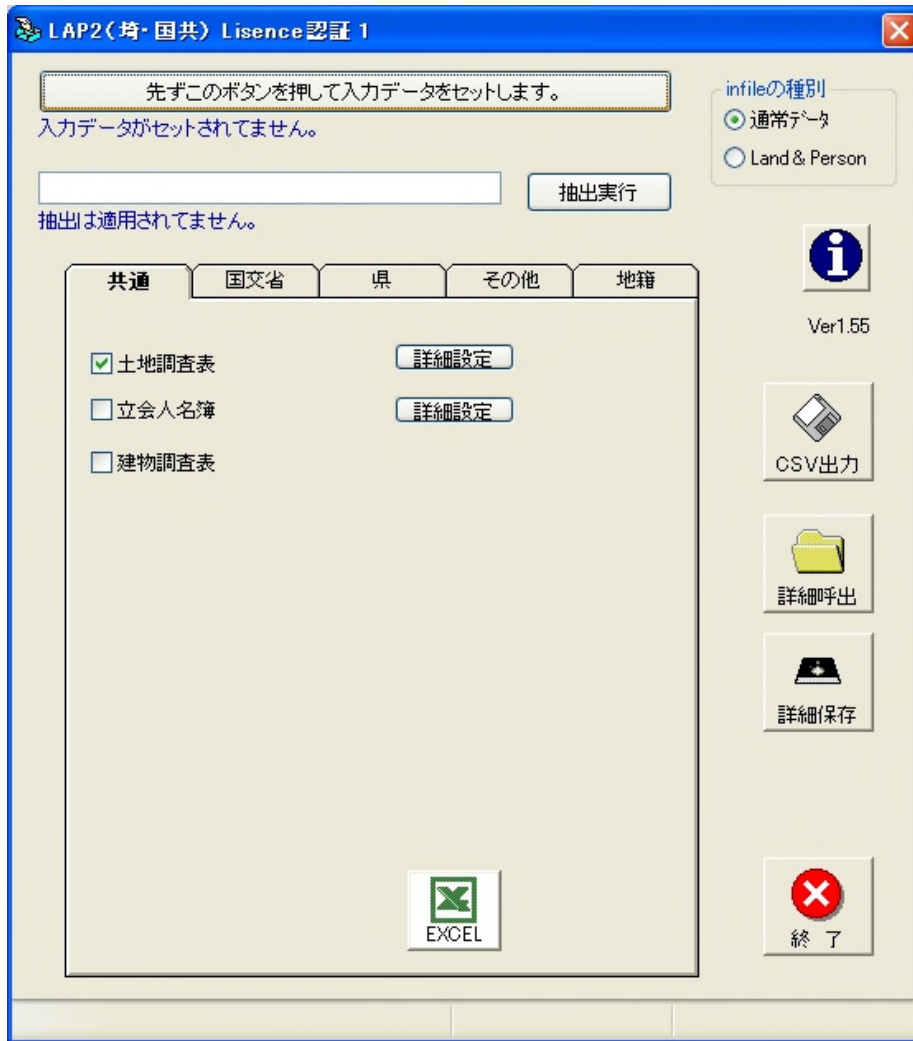 LAP2(埼・国共) Lisence認証 1
先ずこのボタンを押して入力データをセットします。
入力データがセットされてません。
infileの種別
通常データ
Land & Person
抽出実行
抽出は適用されてません。
共通 国交省 県 その他 地籍
Ver1.55
土地調査表 詳細設定
立会人名簿 詳細設定
建物調査表
CSV出力
詳細呼出
詳細保存
EXCEL
終 了